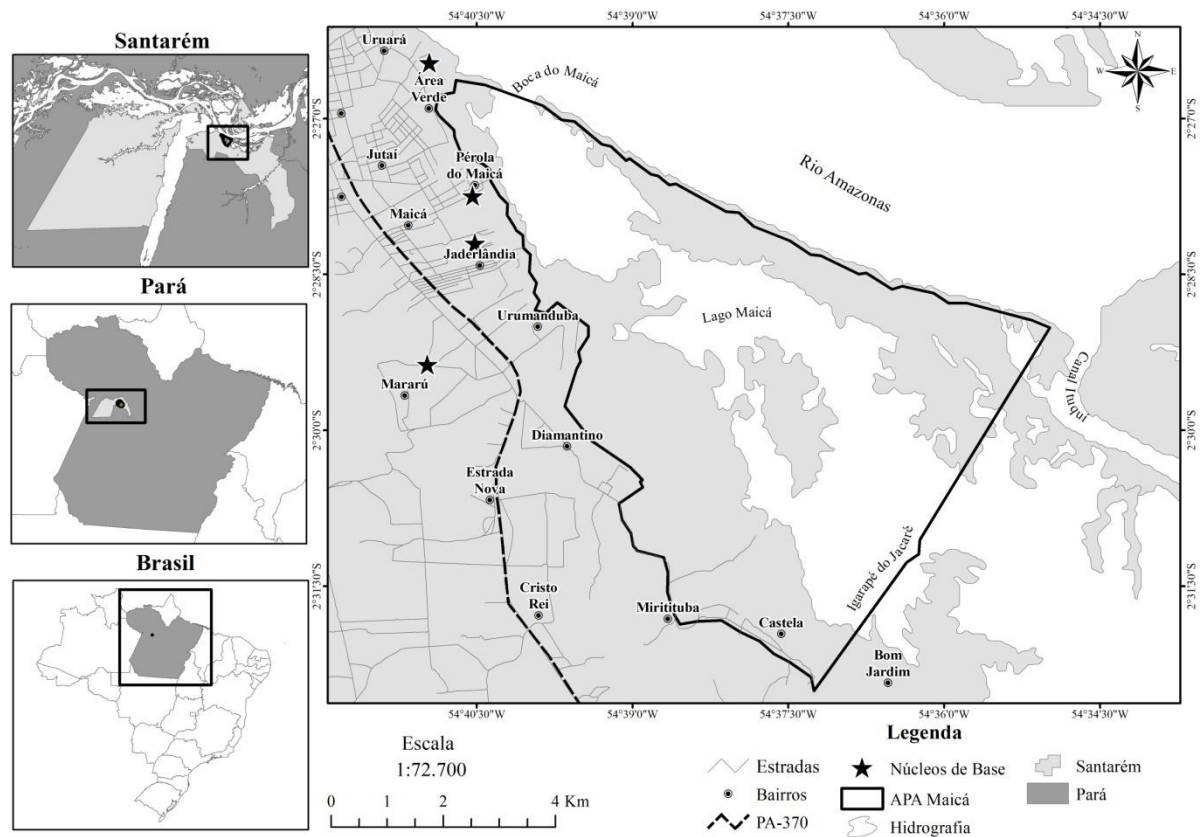 Santarém
Pará
Brasil
54°40'30"W
54°39'0"W
54°37'30"W
54°36'0"W
54°34'30"W
2°27'0"S
2°28'30"S
2°30'0"S
2°31'30"S
2°27'0"S
2°28'30"S
2°30'0"S
2°31'30"S
N
W
E
S
Uruará
Área
Verde
Boca do Maicá
Jutaí
Pérola
do Maicá
Rio Amazonas
Maicá
Jaderlândia
Urumanduba
Lago Maicá
Mararú
Canal Ituqui
Diamantino
Estrada
Nova
Igarapé do Jacaré
Cristo
Rei
Miritituba
Castela
Bom
Jardim
54°40'30"W
54°39'0"W
54°37'30"W
54°36'0"W
54°34'30"W
Escala
1:72.700
0 1 2 4 Km
Legenda
Estradas
Bairros
PA-370
Núcleos de Base
APA Maicá
Hidrografia
Santarém
Pará